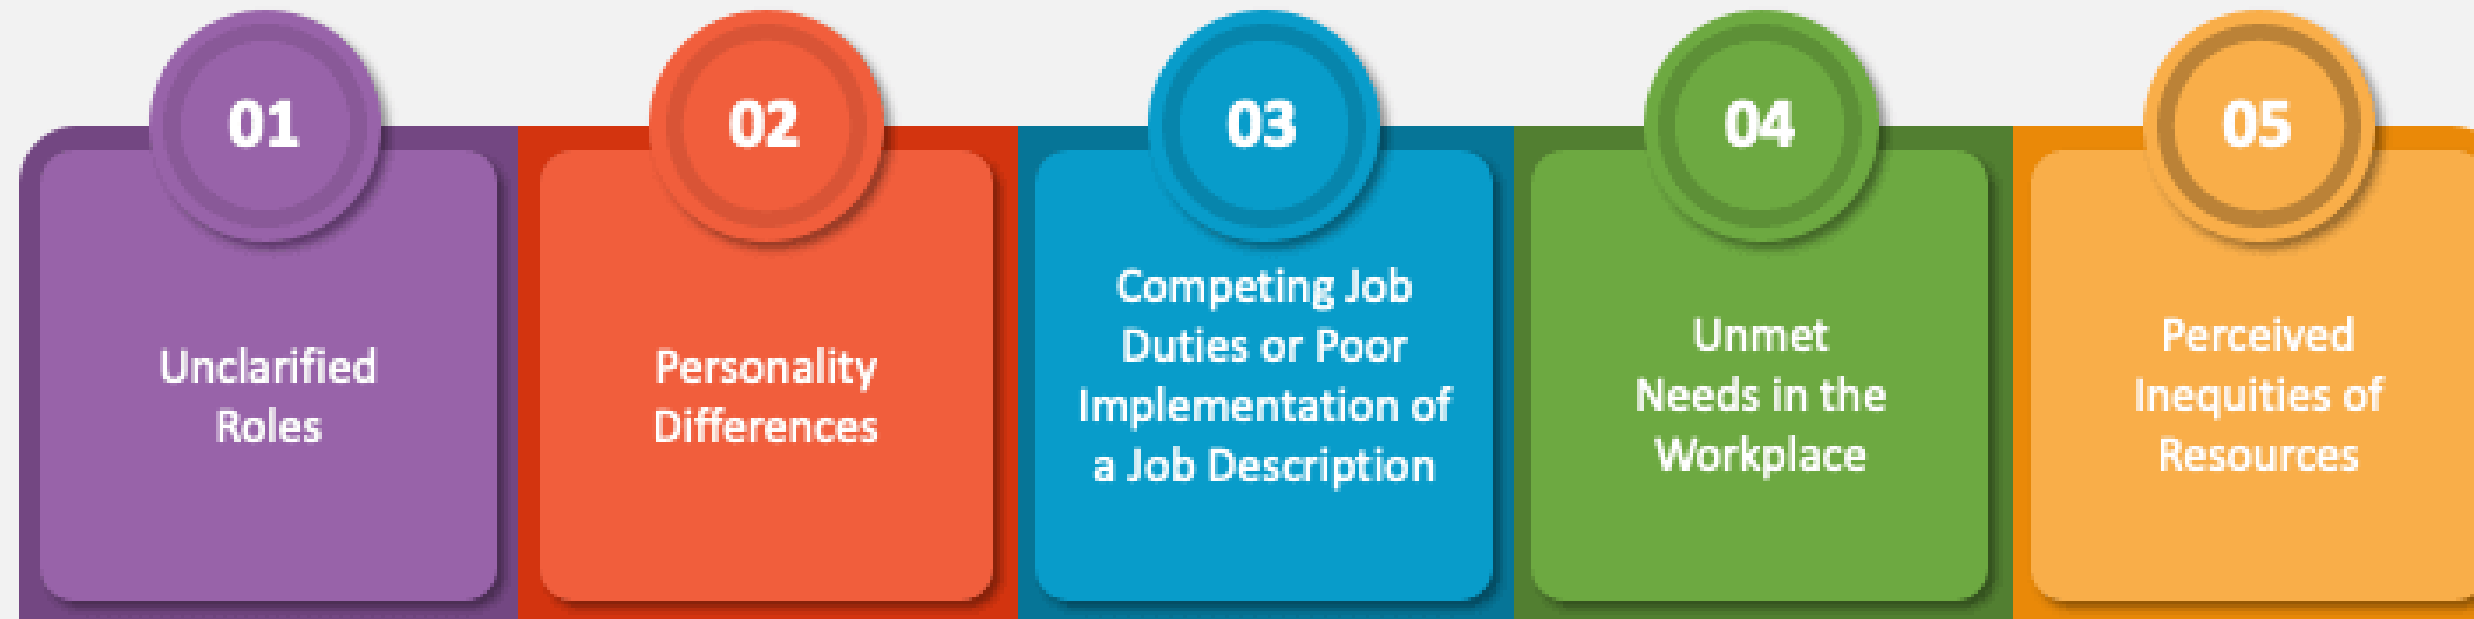 01
Unclarified
Roles
02
Personality
Differences
03
Competing Job
Duties or Poor
Implementation of
a Job Description
04
Unmet
Needs in the
Workplace
05
Perceived
Inequities of
Resources